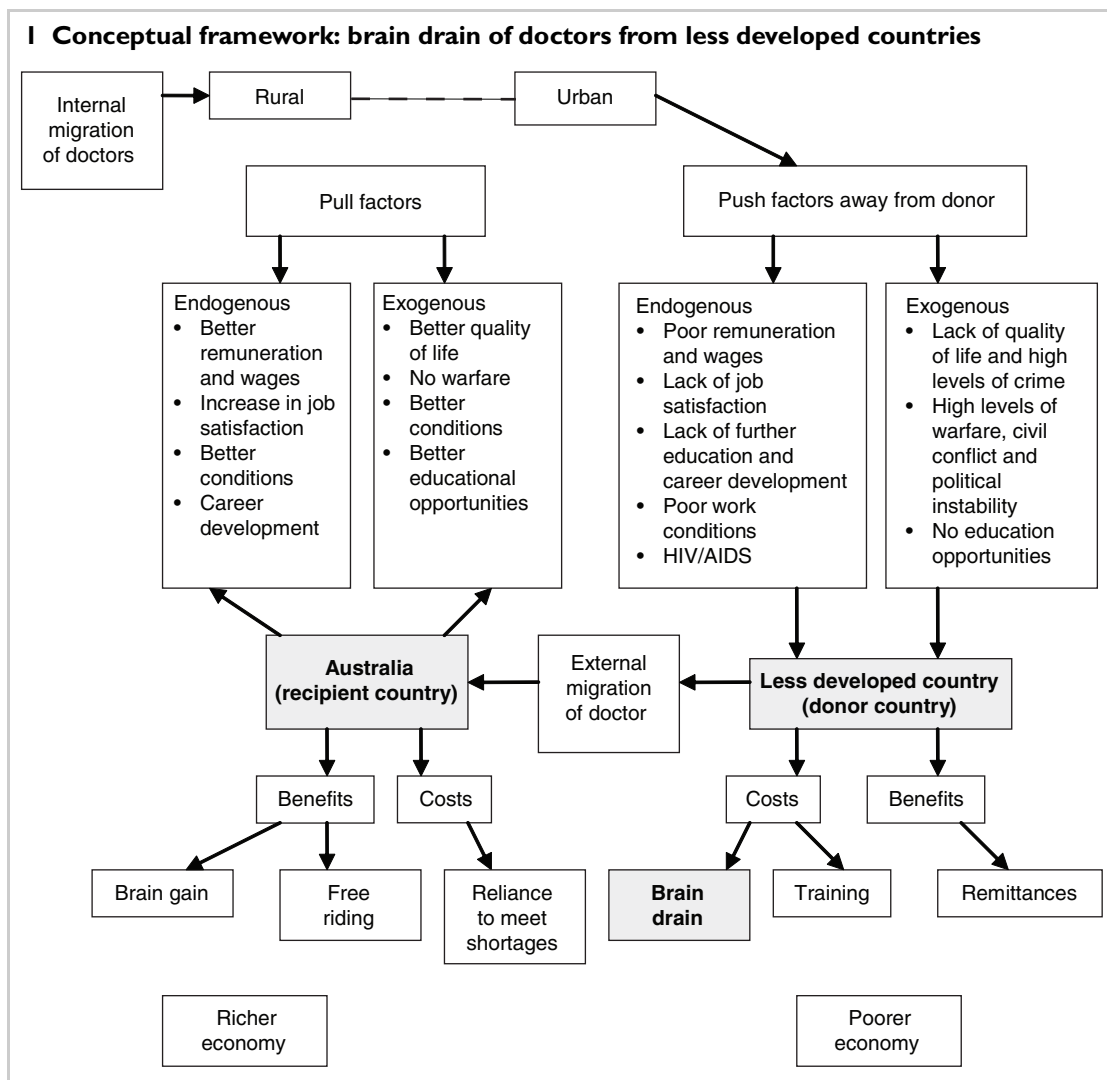 1 Conceptual framework: brain drain of doctors from less developed countries
Internal
migration
of doctors
Rural
Urban
Pull factors
Push factors away from donor
Endogenous
• Better
remuneration
and wages
• Increase in job
satisfaction
• Better
conditions
• Career
development
Exogenous
• Better quality
of life
• No warfare
• Better
conditions
• Better
educational
opportunities
Endogenous
• Poor remuneration
and wages
• Lack of job
satisfaction
• Lack of further
education and
career development
• Poor work
conditions
• HIV/AIDS
Exogenous
• Lack of quality
of life and high
levels of crime
• High levels of
warfare, civil
conflict and
political
instability
• No education
opportunities
Australia
(recipient country)
External
migration
of doctor
Less developed country
(donor country)
Benefits
Costs
Costs
Benefits
Brain gain
Free
riding
Reliance
to meet
shortages
Brain
drain
Training
Remittances
Richer
economy
Poorer
economy